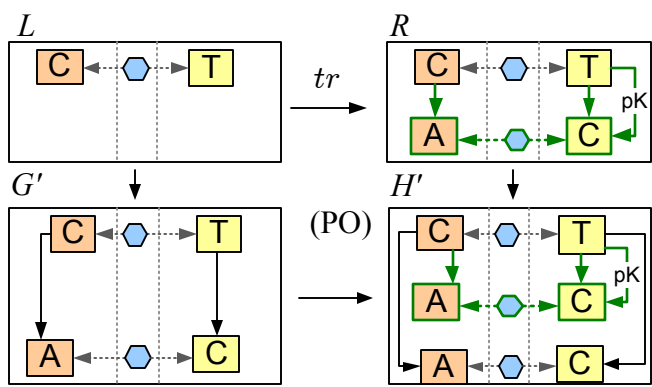 L R
C T tr C T
pK
A C
G′ (PO) H′
C T C T
pK
A C
A C A C